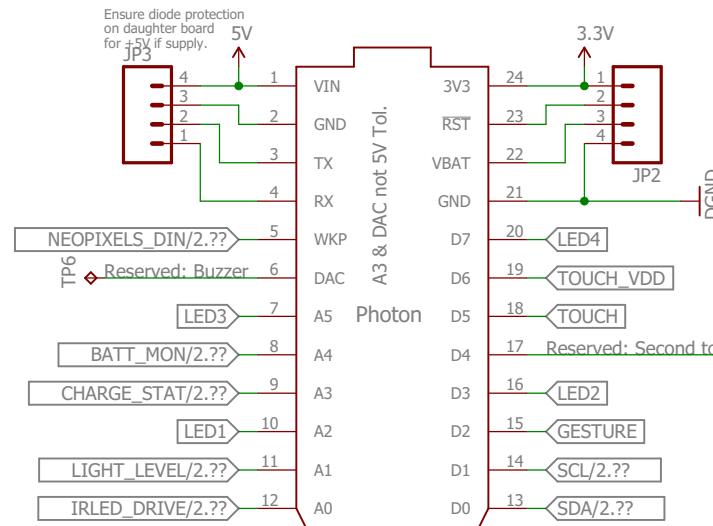 Ensure diode protection
on daughter board
for +5V if supply.
5V
3.3V
JP3
JP2
4
3
2
1
1
2
3
4
1 VIN
2 GND
3 TX
4 RX
NEOPIXELS_DIN/2.?? 5 WKP
TP6 Reserved: Buzzer 6 DAC
LED3 7 A5
BATT_MON/2.?? 8 A4
CHARGE_STAT/2.?? 9 A3
LED1 10 A2
LIGHT_LEVEL/2.?? 11 A1
IRLED_DRIVE/2.?? 12 A0
A3 & DAC not 5V Tol.
Photon
3V3 24
RST 23
VBAT 22
GND 21
DGND
D7 20 LED4
D6 19 TOUCH_VDD
D5 18 TOUCH
D4 17 Reserved: Second to
D3 16 LED2
D2 15 GESTURE
D1 14 SCL/2.??
D0 13 SDA/2.??